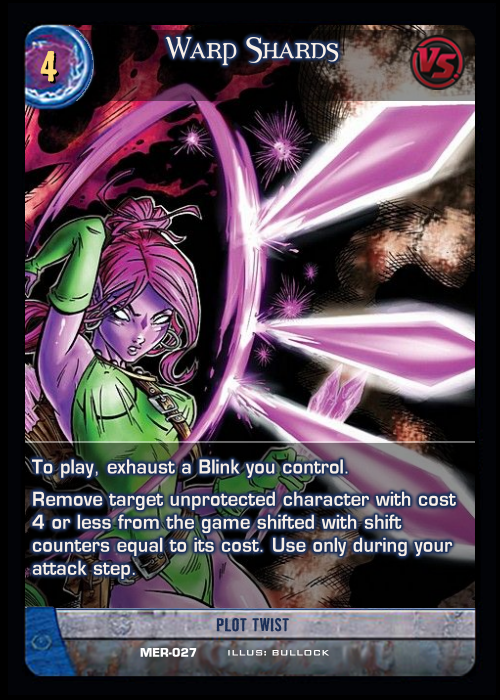 4
Warp Shards
VS.
To play, exhaust a Blink you control.
Remove target unprotected character with cost
4 or less from the game shifted with shift
counters equal to its cost. Use only during your
attack step.
PLOT TWIST
MER-027 ILLUS: BULLOCK